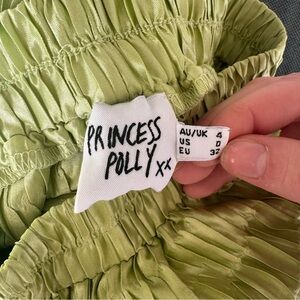 PRINCESS
POLLY xx
AU/UK 4
US 0
EU 32